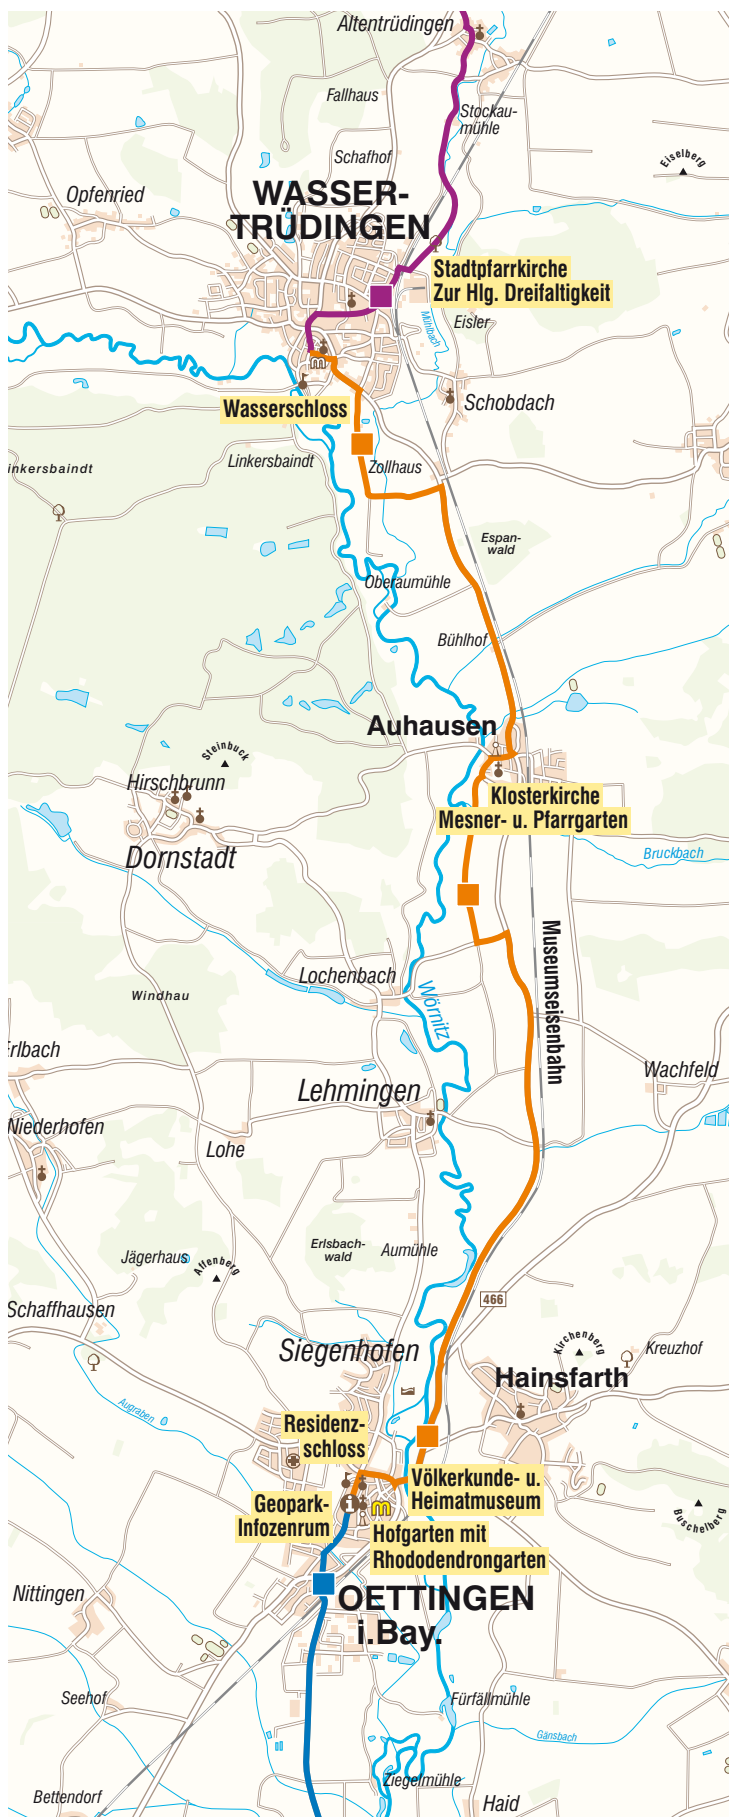 Altentrüdingen
Fallhaus
Stockau-
mühle
Schafhof
Eiselberg
Opfenried
WASSER-
TRÜDINGEN
Stadtpfarrkirche
Zur Hlg. Dreifaltigkeit
Mühlbach
Eisler
Wasserschloss
Schobdach
Linkersbaindt
Zollhaus
inkersbaindt
Espan-
wald
Oberaumühle
Bühlhof
Auhausen
Steinbuck
Hirschbrunn
Klosterkirche
Mesner- u. Pfarrgarten
Dornstadt
Bruckbach
Museumseisenbahn
Lochenbach
Windhau
Wörnitz
Erlbach
Wachfeld
Lehmingen
Niederhofen
Lohe
Erlsbach-
wald
Aumühle
Jägerhaus
Affenberg
466
Schaffhausen
Siegenhofen
Kirchenberg
Kreuzhof
Hainsfarth
Augraben
Residenz-
schloss
Völkerkunde- u.
Heimatmuseum
Geopark-
Infozenrum
m
i
Hofgarten mit
Rhododendrongarten
Buschelberg
Nittingen
OETTINGEN
i.Bay.
Seehof
Fürfällmühle
Gänsbach
Ziegelmühle
Bettendorf
Haid